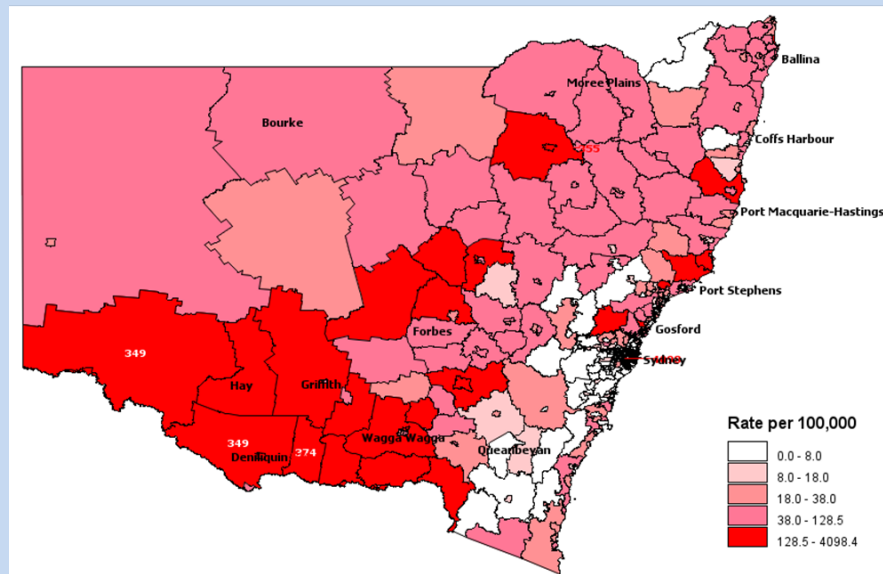 Ballina
Moree Plains
Bourke
Coffs Harbour
Port Macquarie-Hastings
Port Stephens
Forbes
Gosford
Sydney
349
Hay
Griffith
Wagga Wagga
349
374
Deniliquin
Queanbeyan
Rate per 100,000
0.0 - 8.0
8.0 - 18.0
18.0 - 38.0
38.0 - 128.5
128.5 - 4098.4